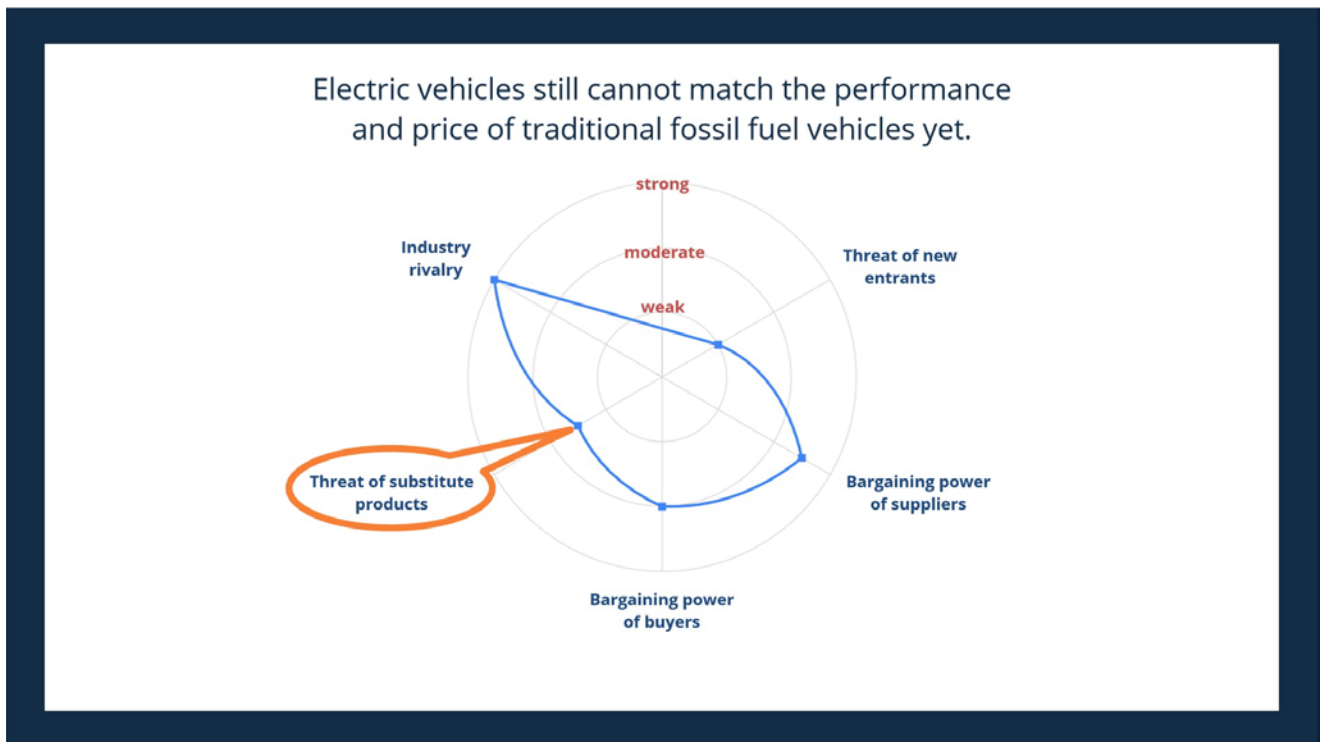 Electric vehicles still cannot match the performance
and price of traditional fossil fuel vehicles yet.
strong
moderate
weak
Industry
rivalry
Threat of new
entrants
Threat of substitute
products
Bargaining power
of suppliers
Bargaining power
of buyers